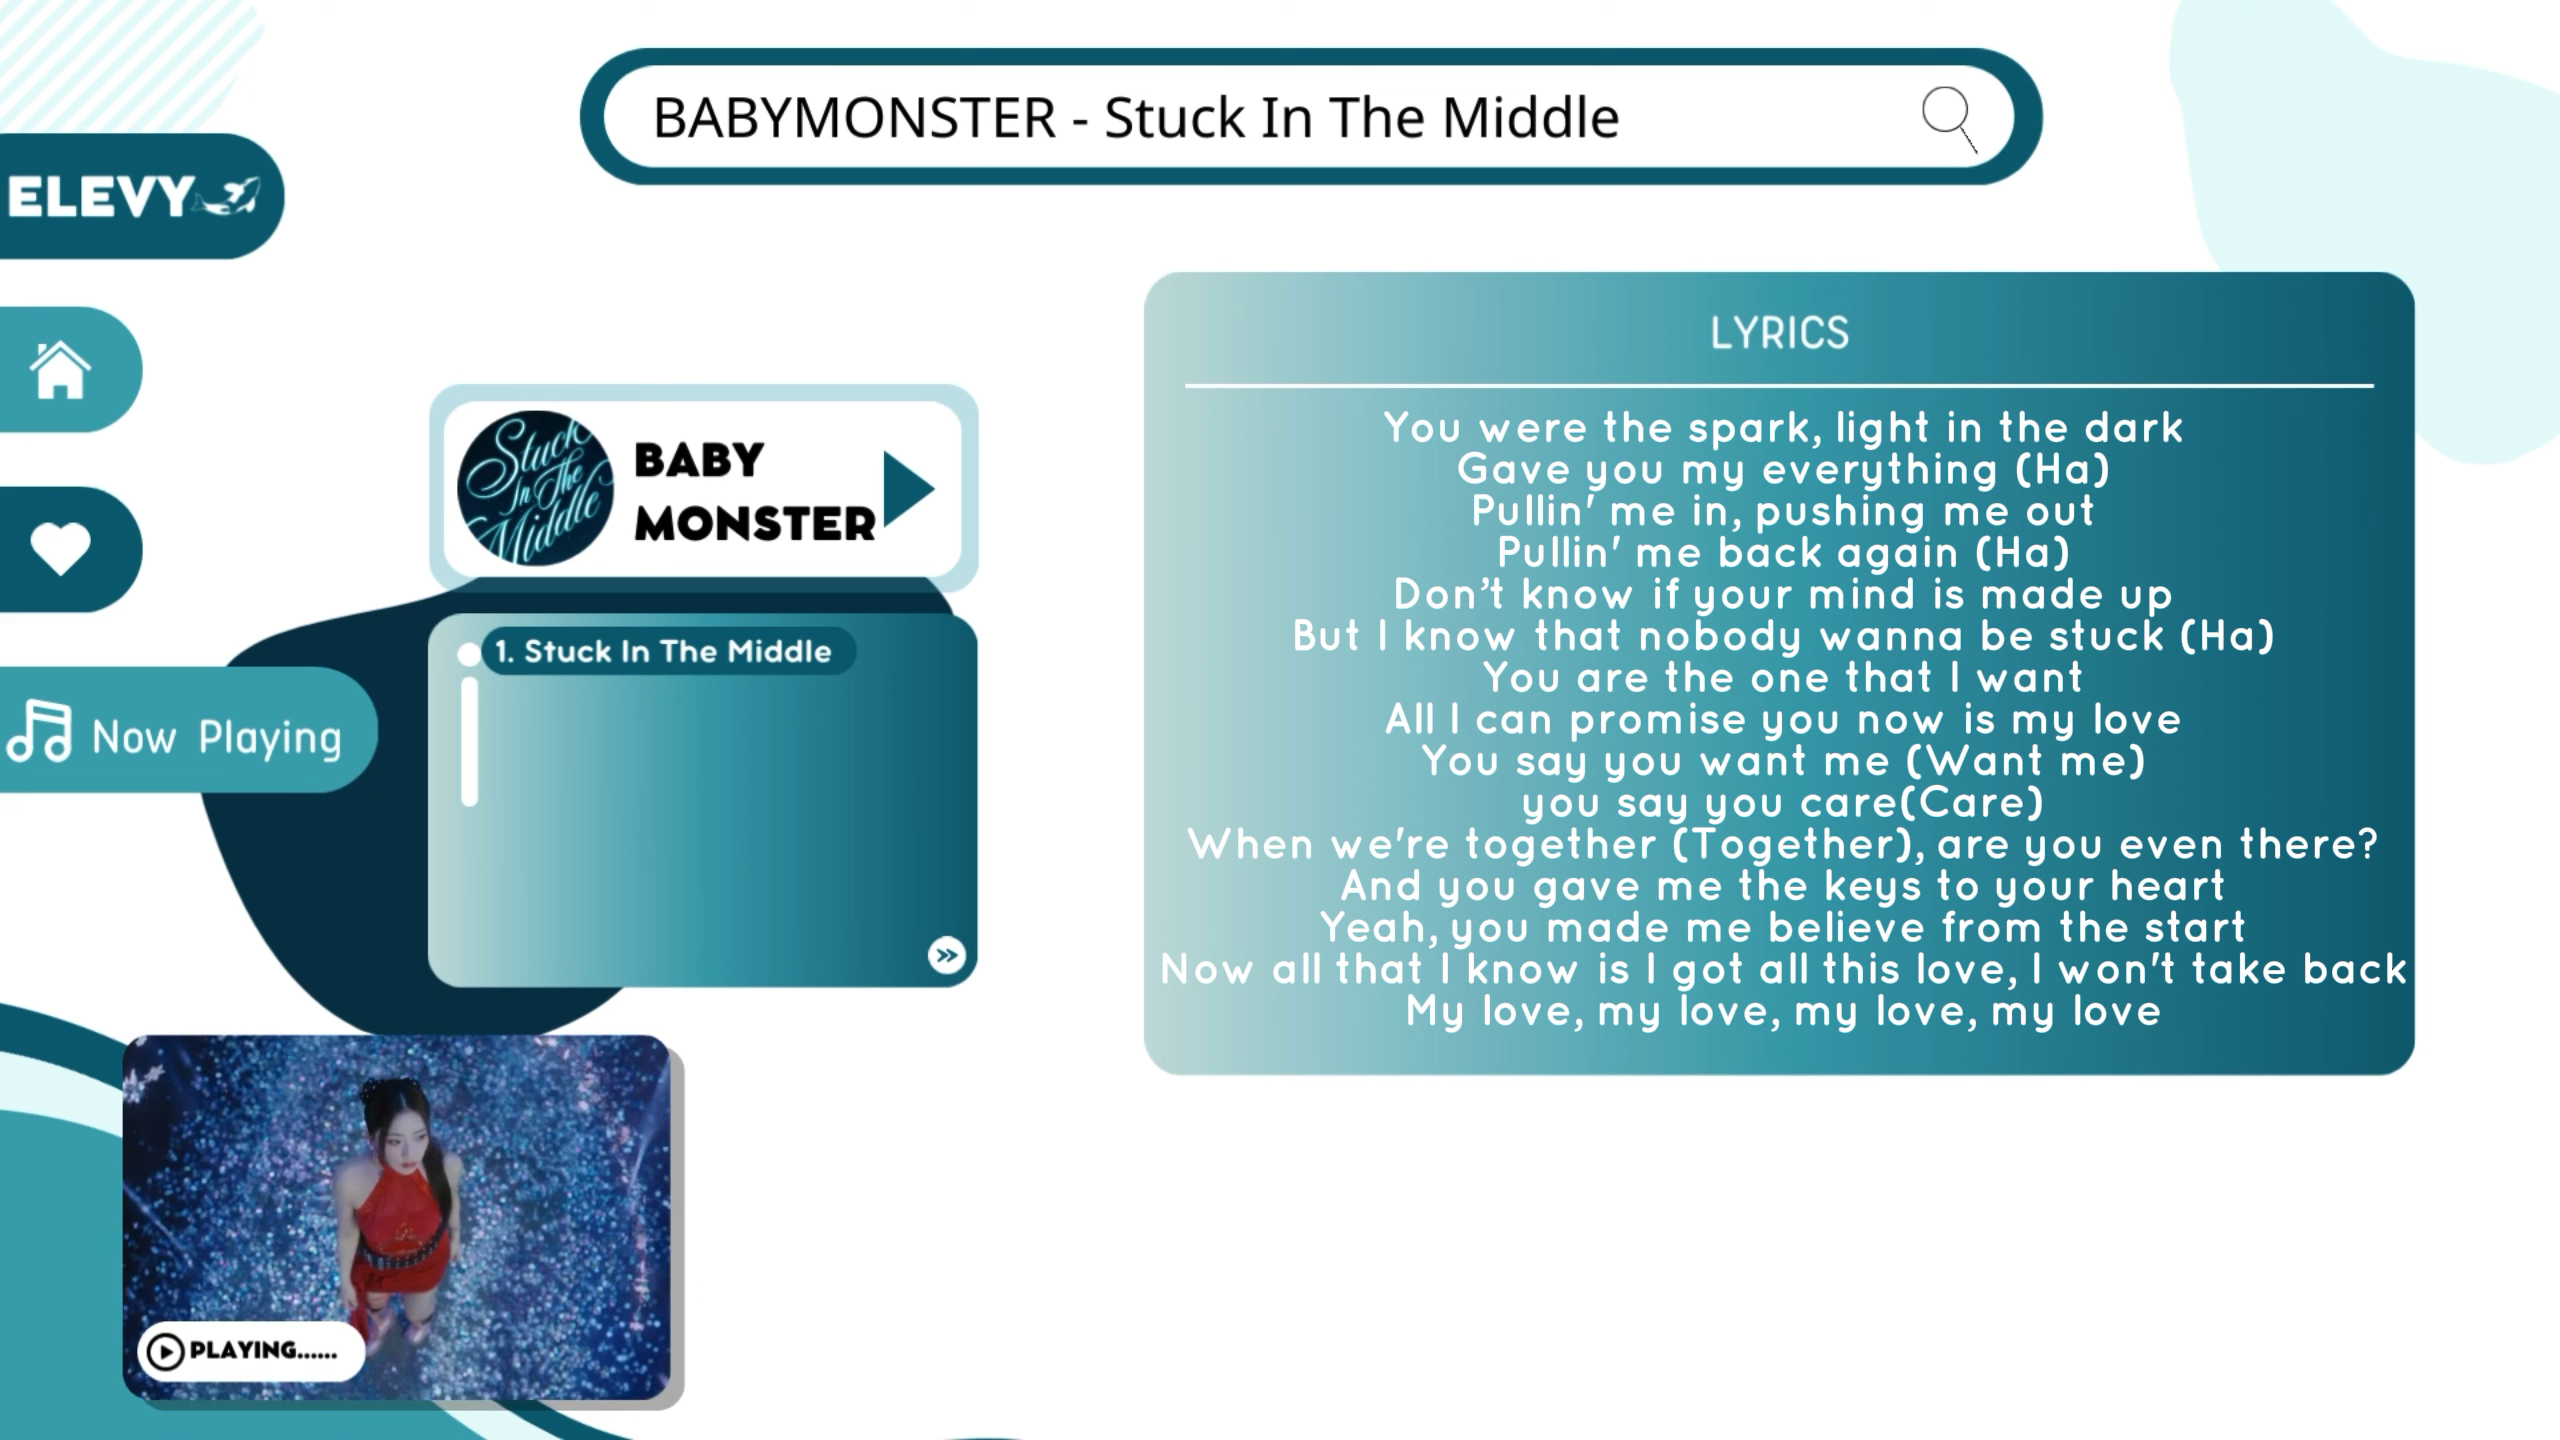 BABYMONSTER - Stuck In The Middle
ELEVY
Stuck
In The
Middle
BABY
MONSTER
1. Stuck In The Middle
Now Playing
PLAYING......
LYRICS
You were the spark, light in the dark
Gave you my everything (Ha)
Pullin' me in, pushing me out
Pullin' me back again (Ha)
Don’t know if your mind is made up
But I know that nobody wanna be stuck (Ha)
You are the one that I want
All I can promise you now is my love
You say you want me (Want me)
you say you care(Care)
When we're together (Together), are you even there?
And you gave me the keys to your heart
Yeah, you made me believe from the start
Now all that I know is I got all this love, I won't take back
My love, my love, my love, my love